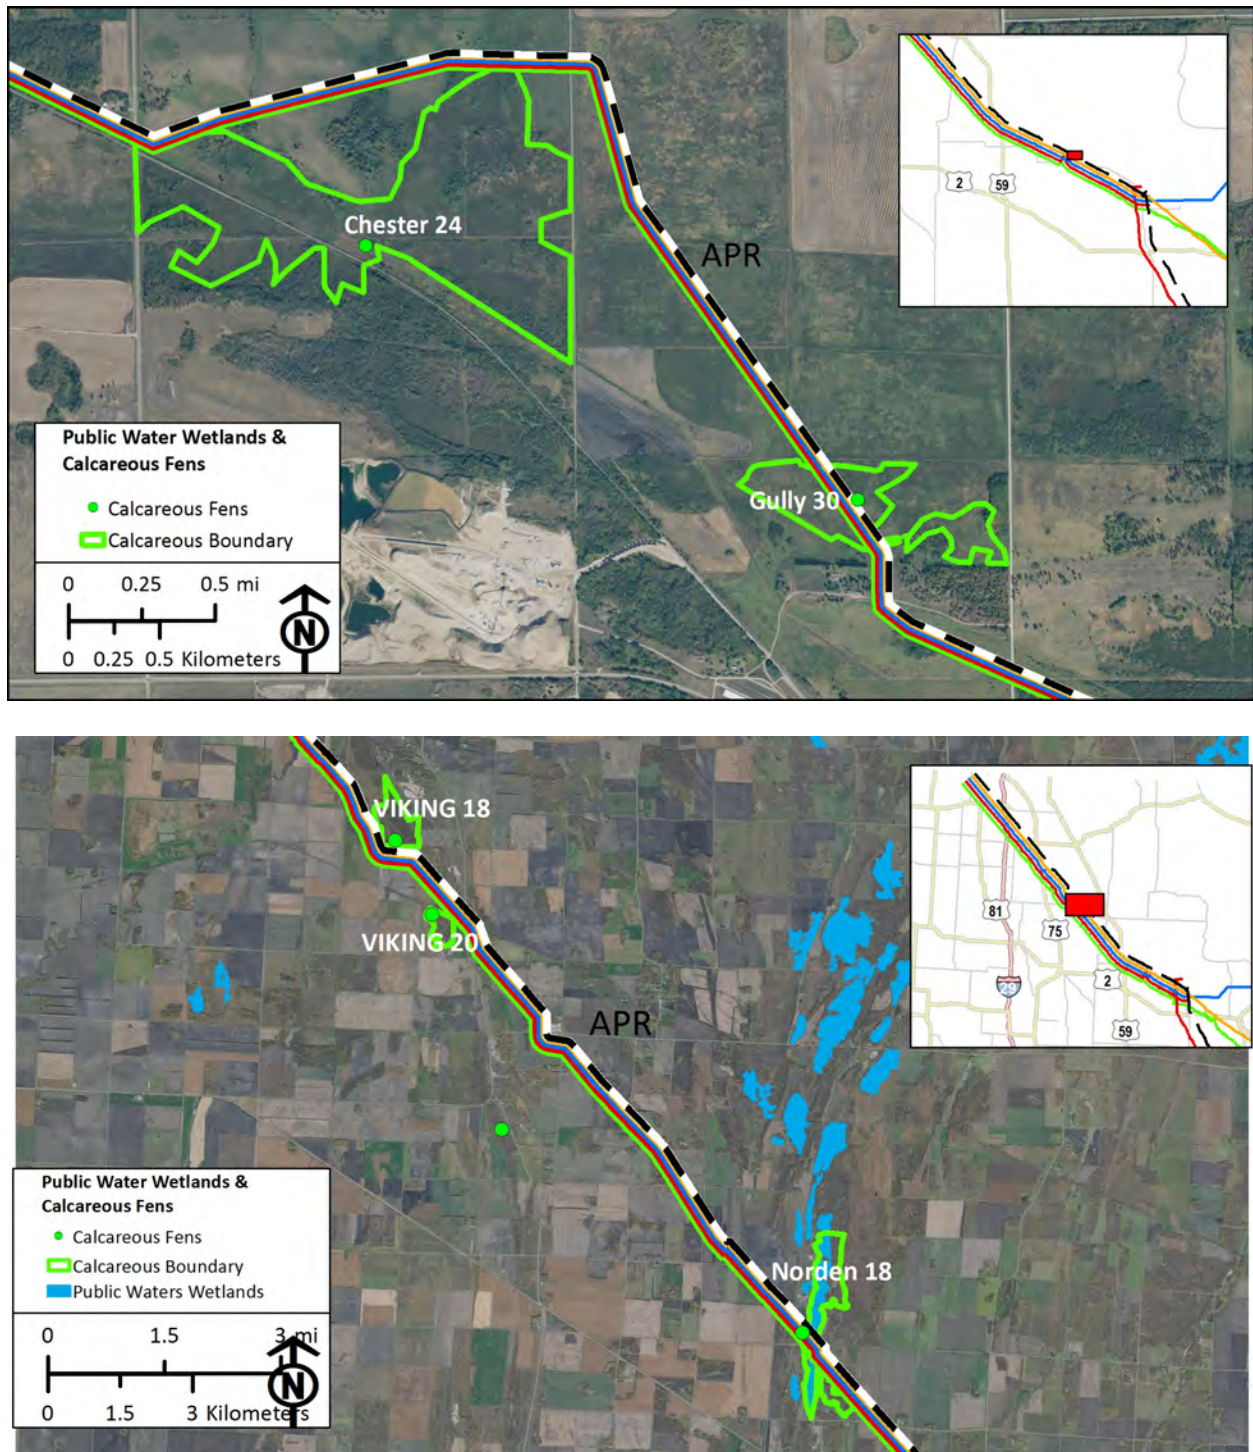 2
59
Chester 24
APR
Public Water Wetlands &
Calcareous Fens
Calcareous Fens
Calcareous Boundary
Gully 30
0 0.25 0.5 mi
N
0 0.25 0.5 Kilometers
VIKING 18
81
75
VIKING 20
29
2
APR
59
Public Water Wetlands &
Calcareous Fens
Calcareous Fens
Calcareous Boundary
Public Waters Wetlands
Norden 18
0 1.5 3 mi
N
0 1.5 3 Kilometers